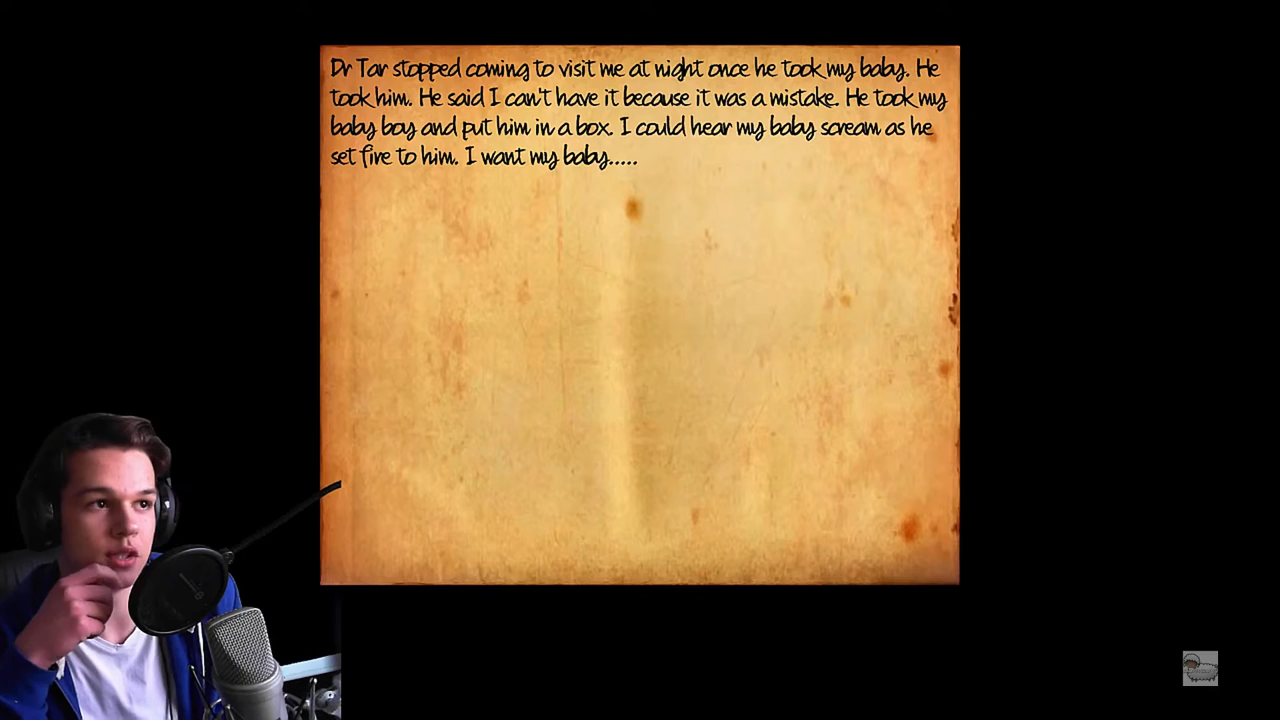 Dr Tar stopped coming to visit me at night once he took my baby. He
took him. He said I can't have it because it was a mistake. He took my
baby boy and put him in a box. I could hear my baby scream as he
set fire to him. I want my baby.....